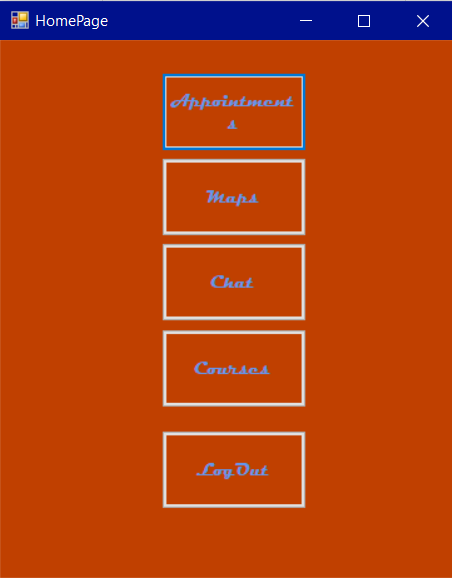 HomePage
Appointment
s
Maps
Chat
Courses
LogOut